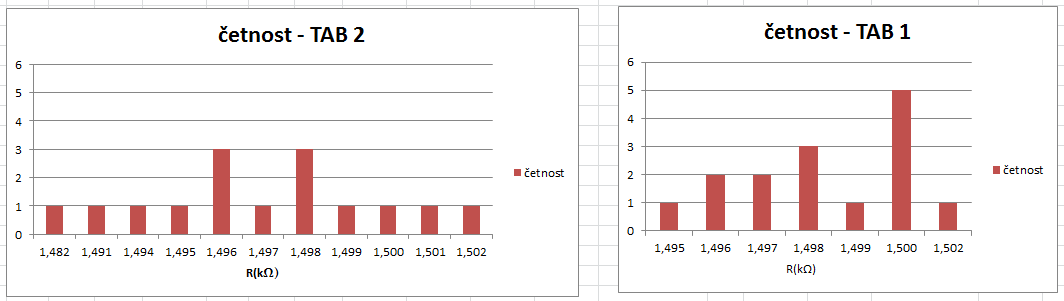 četnost - TAB 2
6
5
4
3
2
1
0
1,482 1,491 1,494 1,495 1,496 1,497 1,498 1,499 1,500 1,501 1,502
R(kΩ)
četnost
četnost - TAB 1
6
5
4
3
2
1
0
1,495 1,496 1,497 1,498 1,499 1,500 1,502
R(kΩ)
četnost